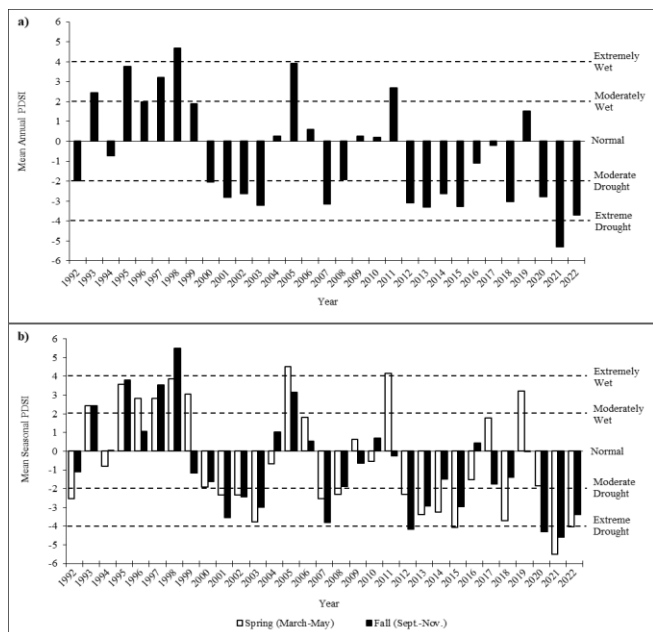 a)
6
5
4
3
2
1
0
-1
-2
-3
-4
-5
-6
Mean Annual PDSI
Extremely
Wet
Moderately
Wet
Normal
Moderate
Drought
Extreme
Drought
1992 1993 1994 1995 1996 1997 1998 1999 2000 2001 2002 2003 2004 2005 2006 2007 2008 2009 2010 2011 2012 2013 2014 2015 2016 2017 2018 2019 2020 2021 2022
Year
b)
6
5
4
3
2
1
0
-1
-2
-3
-4
-5
-6
Mean Seasonal PDSI
Extremely
Wet
Moderately
Wet
Normal
Moderate
Drought
Extreme
Drought
1992 1993 1994 1995 1996 1997 1998 1999 2000 2001 2002 2003 2004 2005 2006 2007 2008 2009 2010 2011 2012 2013 2014 2015 2016 2017 2018 2019 2020 2021 2022
Year
Spring (March-May) Fall (Sept.-Nov.)